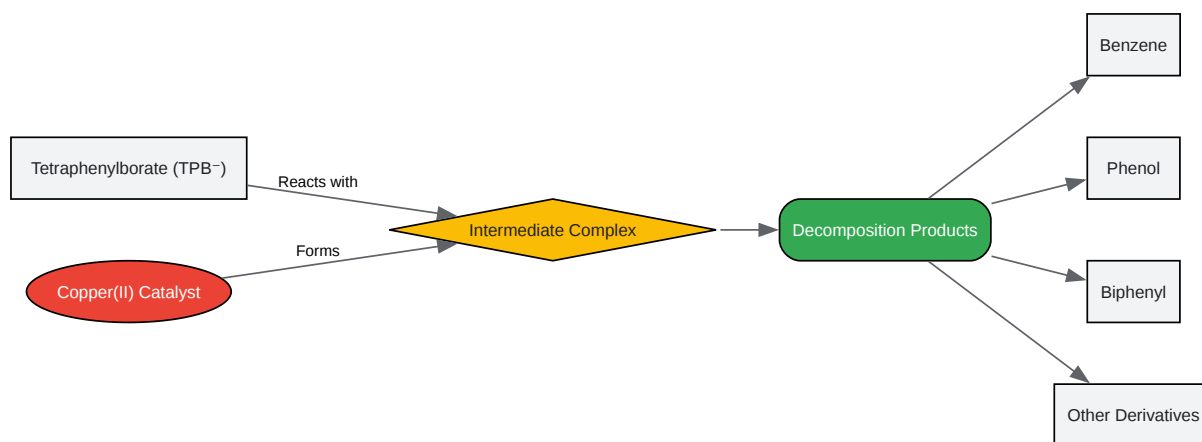 Tetraphenylborate (TPB⁻)
Copper(II) Catalyst
Reacts with
Forms
Intermediate Complex
Decomposition Products
Benzene
Phenol
Biphenyl
Other Derivatives